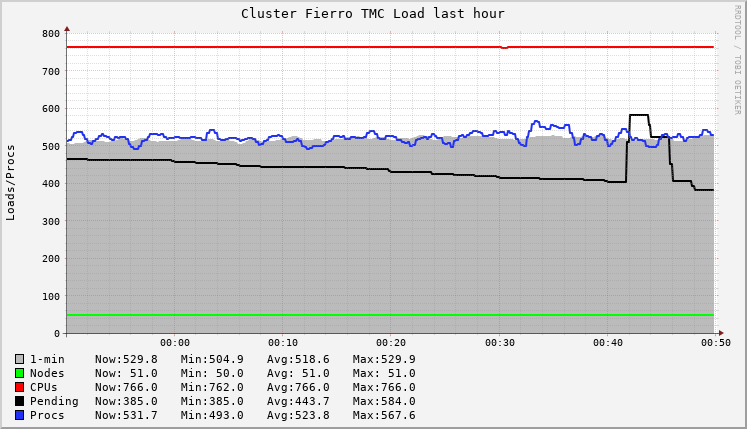 Cluster Fierro TMC Load last hour
RRDTOOL / TOBI OETIKER
Loads/Procs
800
700
600
500
400
300
200
100
0
00:00 00:10 00:20 00:30 00:40 00:50
1-min Now:529.8 Min:504.9 Avg:518.6 Max:529.9
Nodes Now: 51.0 Min: 50.0 Avg: 51.0 Max: 51.0
CPUs Now:766.0 Min:762.0 Avg:766.0 Max:766.0
Pending Now:385.0 Min:385.0 Avg:443.7 Max:584.0
Procs Now:531.7 Min:493.0 Avg:523.8 Max:567.6